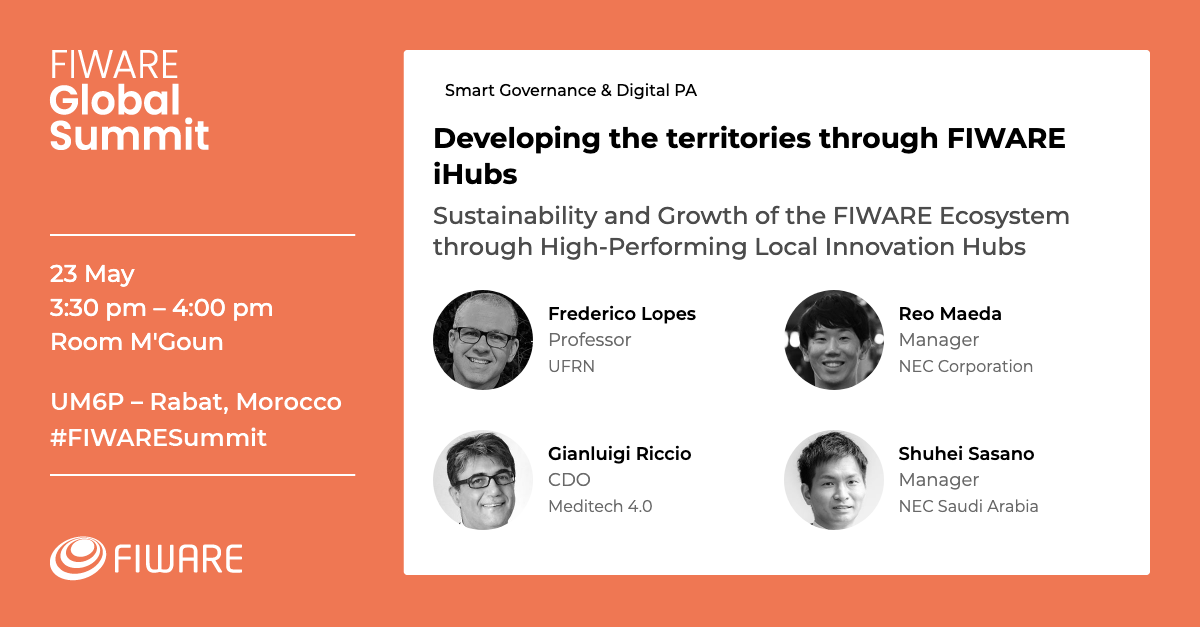 FIWARE
Global
Summit
23 May
3:30 pm – 4:00 pm
Room M'Goun
UM6P – Rabat, Morocco
#FIWARESummit
FIWARE
Smart Governance & Digital PA
Developing the territories through FIWARE
iHubs
Sustainability and Growth of the FIWARE Ecosystem
through High-Performing Local Innovation Hubs
Frederico Lopes
Professor
UFRN
Reo Maeda
Manager
NEC Corporation
Gianluigi Riccio
CDO
Meditech 4.0
Shuhei Sasano
Manager
NEC Saudi Arabia